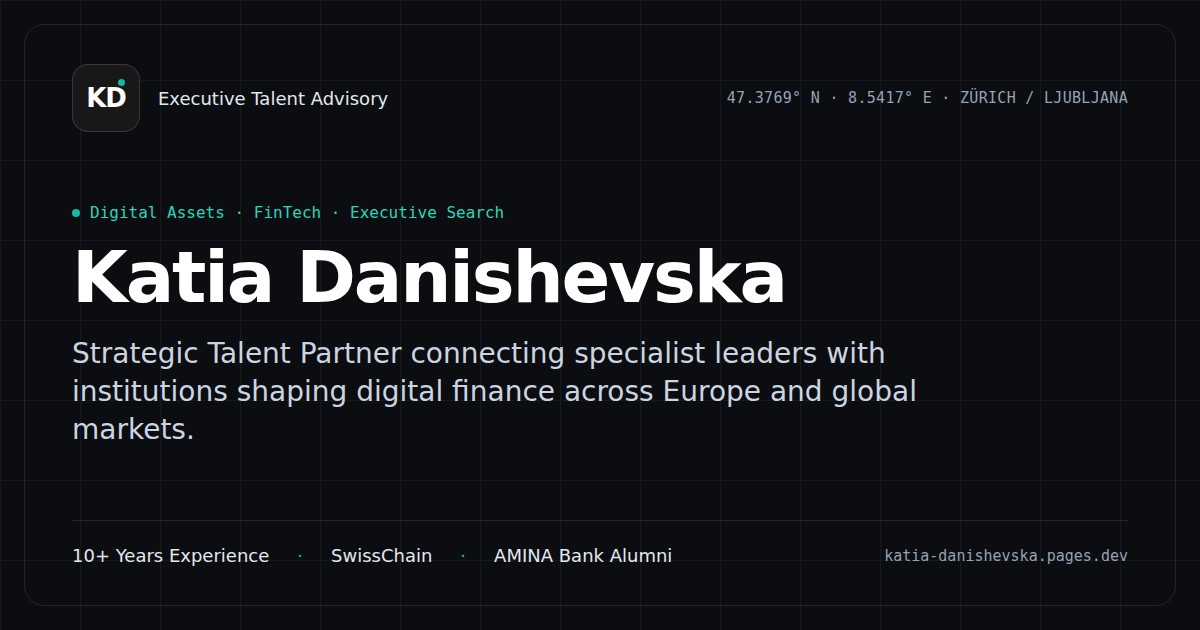 KD
Executive Talent Advisory
47.3769° N · 8.5417° E · ZÜRICH / LJUBLJANA
Digital Assets · FinTech · Executive Search
Katia Danishevska
Strategic Talent Partner connecting specialist leaders with
institutions shaping digital finance across Europe and global
markets.
10+ Years Experience · SwissChain · AMINA Bank Alumni
katia-danishevska.pages.dev